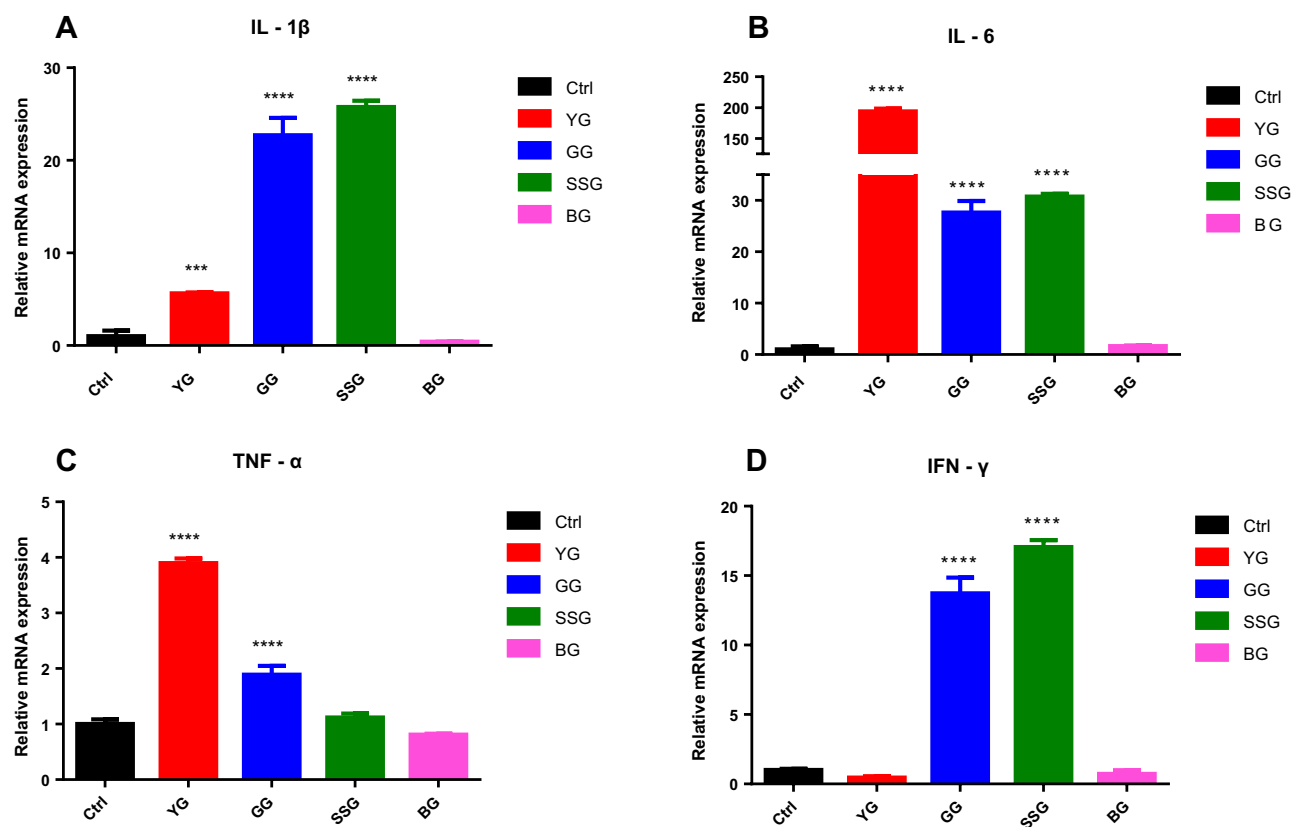 A
IL - 1β
Relative mRNA expression
30
20
10
0
***
****
****
Ctrl
YG
GG
SSG
BG
Ctrl
YG
GG
SSG
BG
B
IL - 6
Relative mRNA expression
250
200
150
100
30
20
10
0
****
****
****
Ctrl
YG
GG
SSG
BG
Ctrl
YG
GG
SSG
BG
C
TNF - α
Relative mRNA expression
5
4
3
2
1
0
****
****
Ctrl
YG
GG
SSG
BG
Ctrl
YG
GG
SSG
BG
D
IFN - γ
Relative mRNA expression
20
15
10
5
0
****
****
Ctrl
YG
GG
SSG
BG
Ctrl
YG
GG
SSG
BG